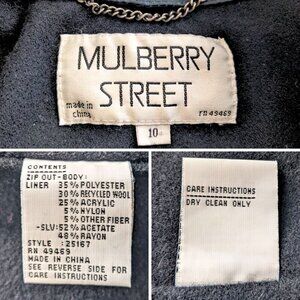 MULBERRY
STREET
made in
china
RN 49469
10
CONTENTS
ZIP OUT-BODY:
LINER 35% POLYESTER
30% RECYCLED WOOL
25% ACRYLIC
5% NYLON
5% OTHER FIBER
-SLV:52% ACETATE
48% RAYON
STYLE : 25167
RN 49469
MADE IN CHINA
SEE REVERSE SIDE FOR
CARE INSTRUCTIONS
CARE INSTRUCTIONS
DRY CLEAN ONLY